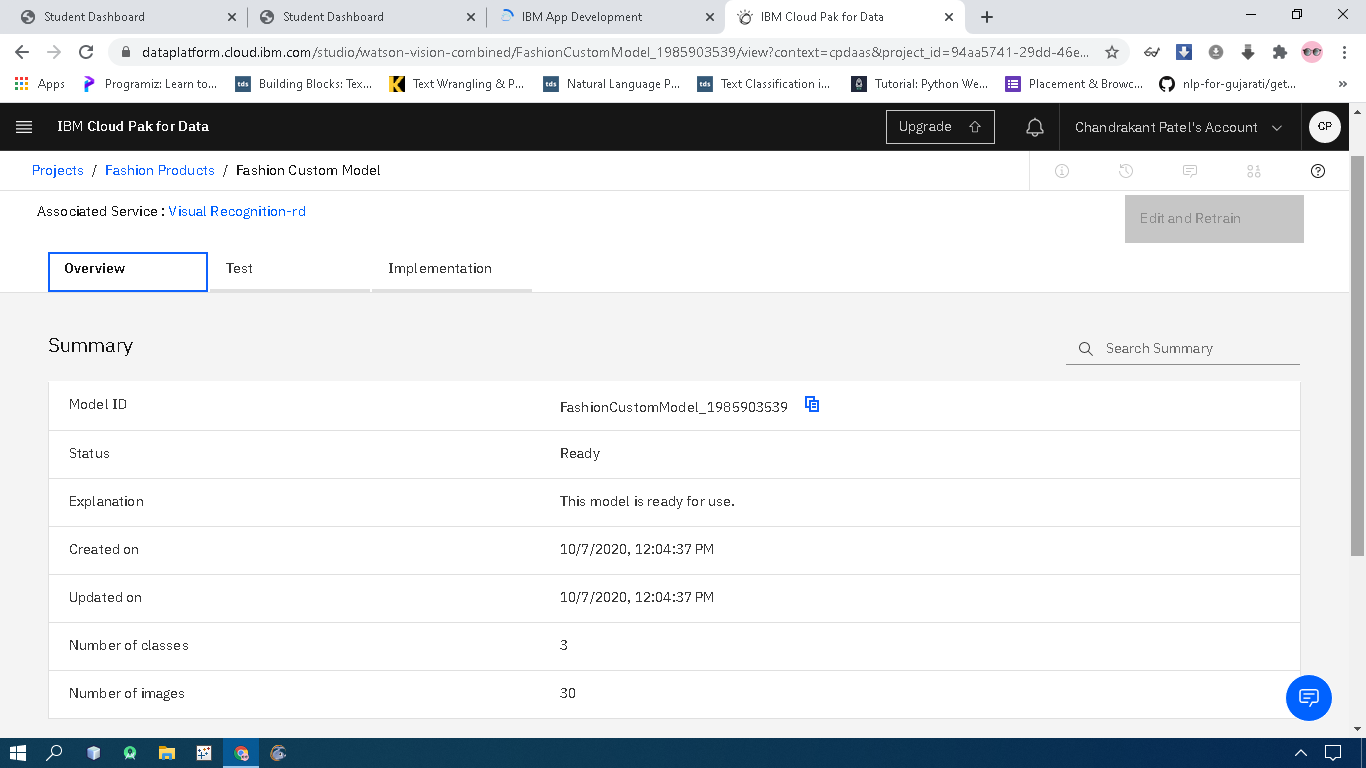 Student Dashboard
Student Dashboard
IBM App Development
IBM Cloud Pak for Data
dataplatform.cloud.ibm.com/studio/watson-vision-combined/FashionCustomModel_1985903539/view?context=cpdaas&project_id=94aa5741-29dd-46e...
Apps
Programiz: Learn to...
tds Building Blocks: Tex...
Text Wrangling & P...
tds Natural Language P...
tds Text Classification i...
Tutorial: Python We...
Placement & Browc...
nlp-for-gujarati/get...
IBM Cloud Pak for Data
Upgrade
Chandrakant Patel's Account
CP
Projects / Fashion Products / Fashion Custom Model
Associated Service : Visual Recognition-rd
Edit and Retrain
Overview
Test
Implementation
Summary
Search Summary
Model ID FashionCustomModel_1985903539
Status Ready
Explanation This model is ready for use.
Created on 10/7/2020, 12:04:37 PM
Updated on 10/7/2020, 12:04:37 PM
Number of classes 3
Number of images 30